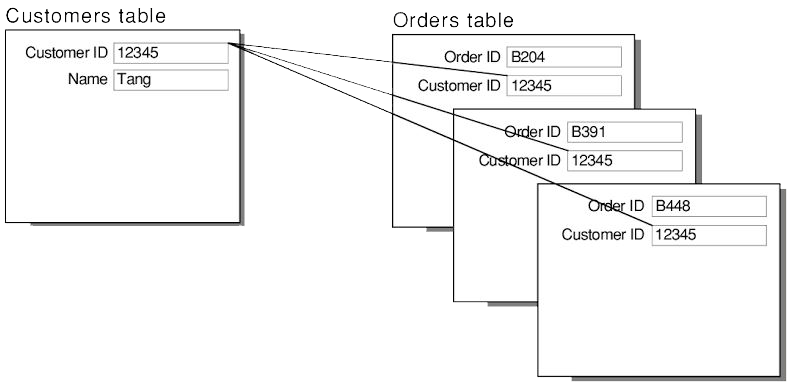 Customers table
Customer ID 12345
Name Tang
Orders table
Order ID B204
Customer ID 12345
Order ID B391
Customer ID 12345
Order ID B448
Customer ID 12345